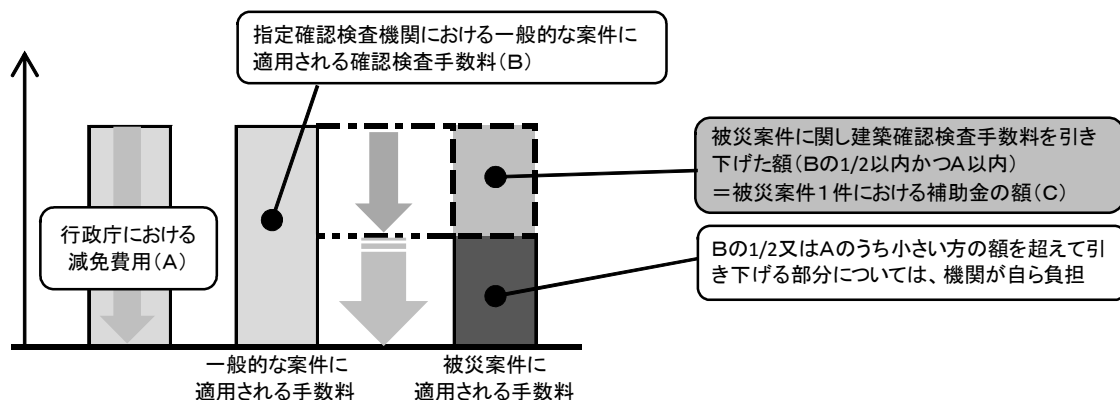 指定確認検査機関における一般的な案件に
適用される確認検査手数料（Ｂ）
被災案件に関し建築確認検査手数料を引き
下げた額（Ｂの1/2以内かつＡ以内）
＝被災案件１件における補助金の額（Ｃ）
行政庁における
減免費用（Ａ）
Ｂの1/2又はＡのうち小さい方の額を超えて引
き下げる部分については、機関が自ら負担
一般的な案件に
適用される手数料
被災案件に
適用される手数料